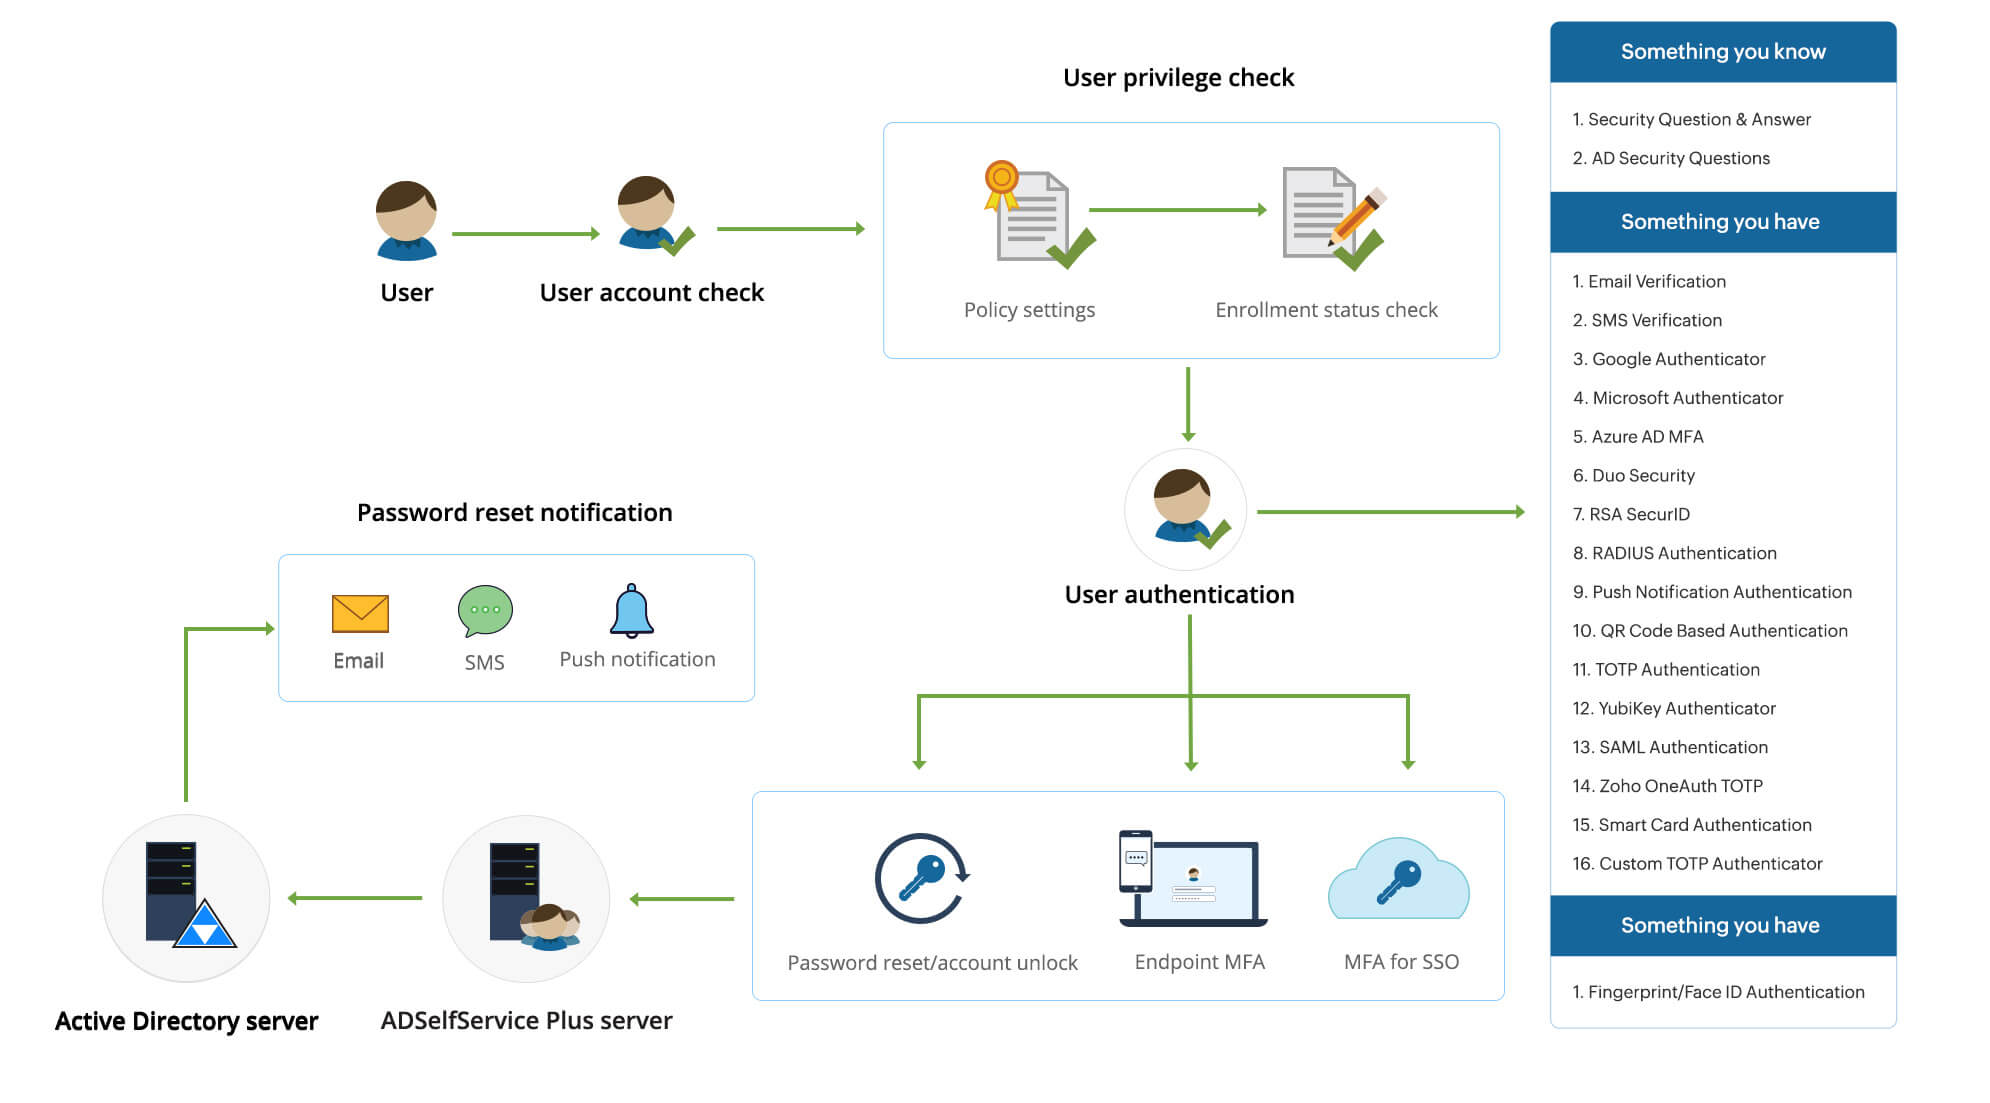 User privilege check
User
User account check
Policy settings
Enrollment status check
User authentication
Something you know
1. Security Question & Answer
2. AD Security Questions
Something you have
1. Email Verification
2. SMS Verification
3. Google Authenticator
4. Microsoft Authenticator
5. Azure AD MFA
6. Duo Security
7. RSA SecurID
8. RADIUS Authentication
9. Push Notification Authentication
10. QR Code Based Authentication
11. TOTP Authentication
12. YubiKey Authenticator
13. SAML Authentication
14. Zoho OneAuth TOTP
15. Smart Card Authentication
16. Custom TOTP Authenticator
Something you have
1. Fingerprint/Face ID Authentication
Password reset/account unlock
Endpoint MFA
MFA for SSO
ADSelfService Plus server
Active Directory server
Password reset notification
Email
SMS
Push notification